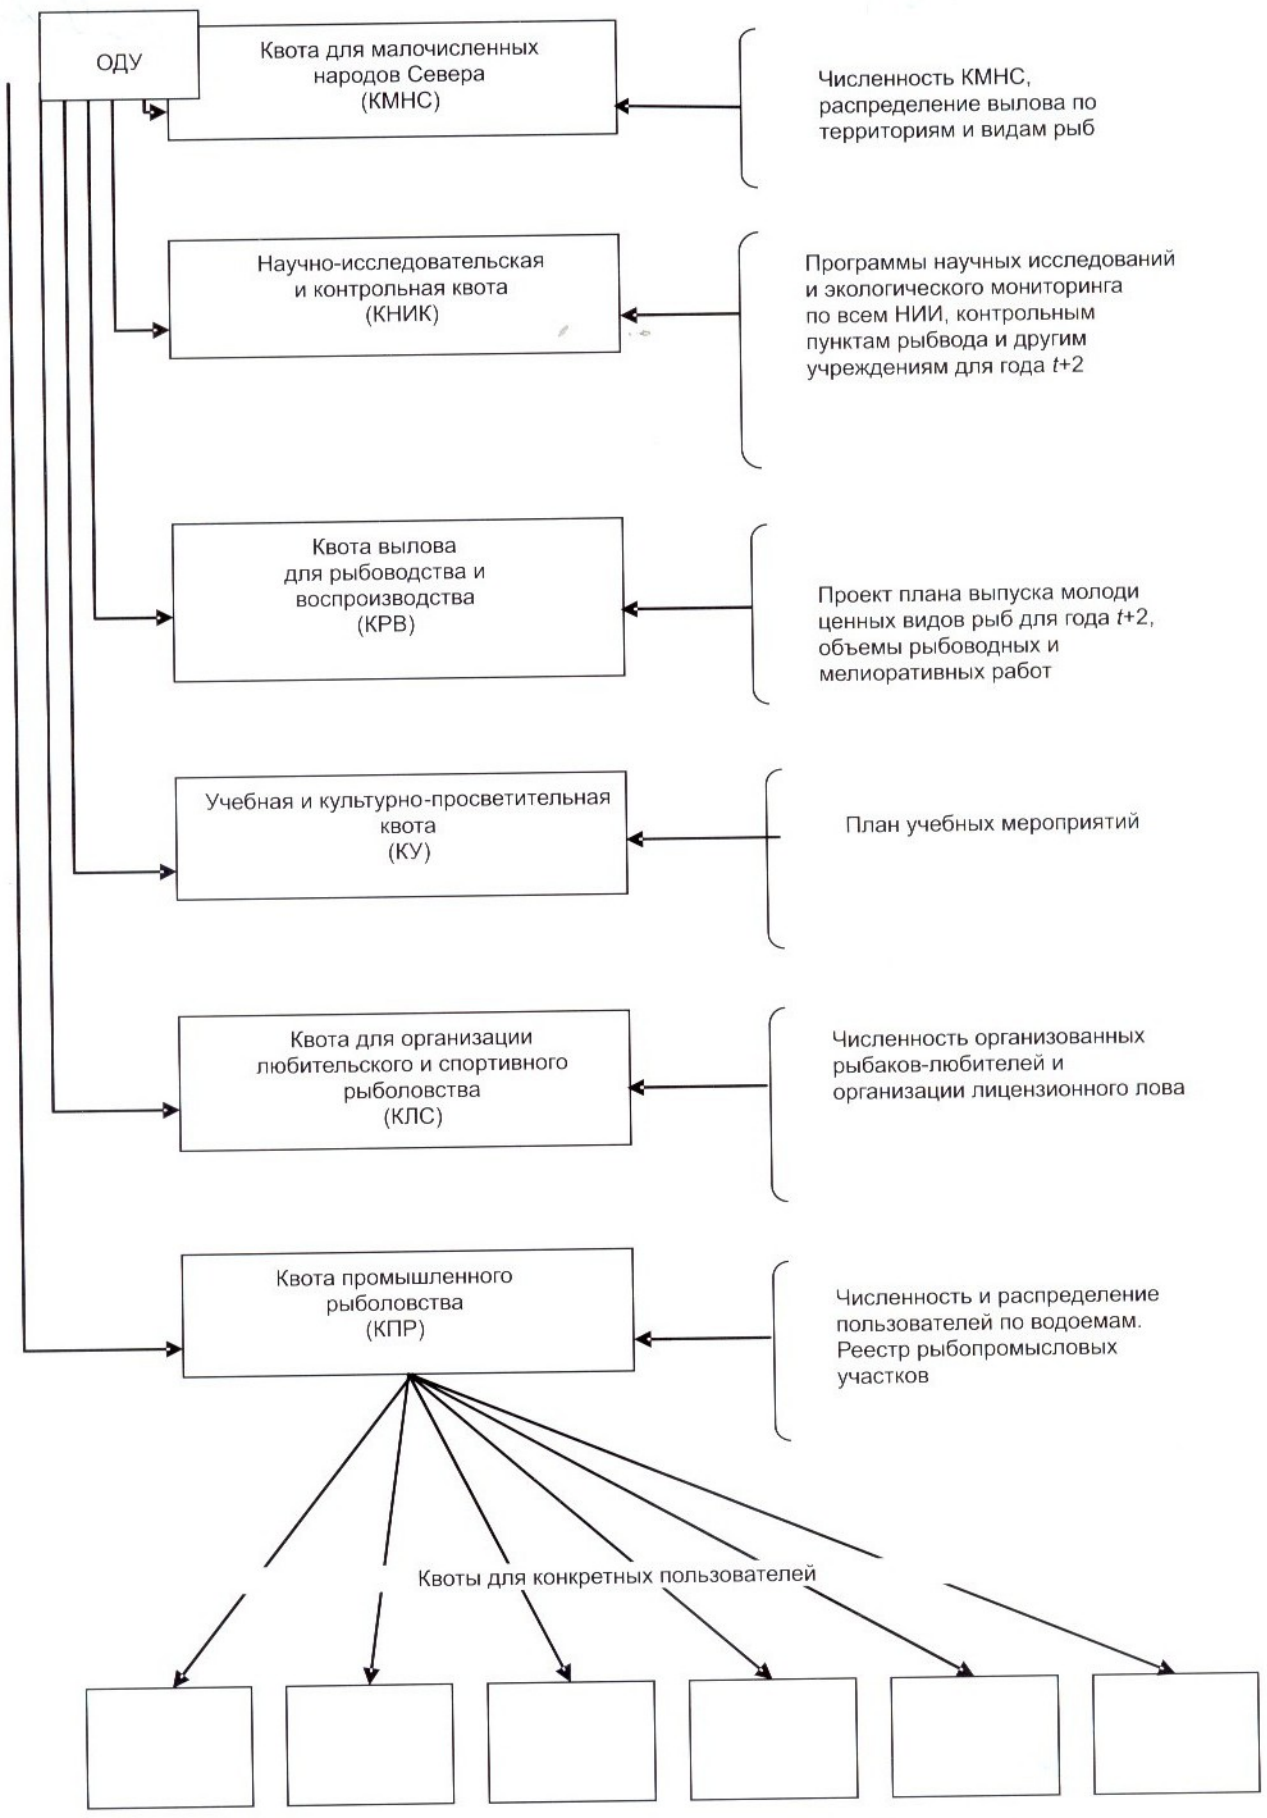 ОДУ
Квота для малочисленных
народов Севера
(КМНС)
Численность КМНС,
распределение вылова по
территориям и видам рыб
Научно-исследовательская
и контрольная квота
(КНИК)
Программы научных исследований
и экологического мониторинга
по всем НИИ, контрольным
пунктам рыбвода и другим
учреждениям для года t+2
Квота вылова
для рыбоводства и
воспроизводства
(КРВ)
Проект плана выпуска молоди
ценных видов рыб для года t+2,
объемы рыбоводных и
мелиоративных работ
Учебная и культурно-просветительная
квота
(КУ)
План учебных мероприятий
Квота для организации
любительского и спортивного
рыболовства
(КЛС)
Численность организованных
рыбаков-любителей и
организации лицензионного лова
Квота промышленного
рыболовства
(КПР)
Численность и распределение
пользователей по водоемам.
Реестр рыбопромысловых
участков
Квоты для конкретных пользователей